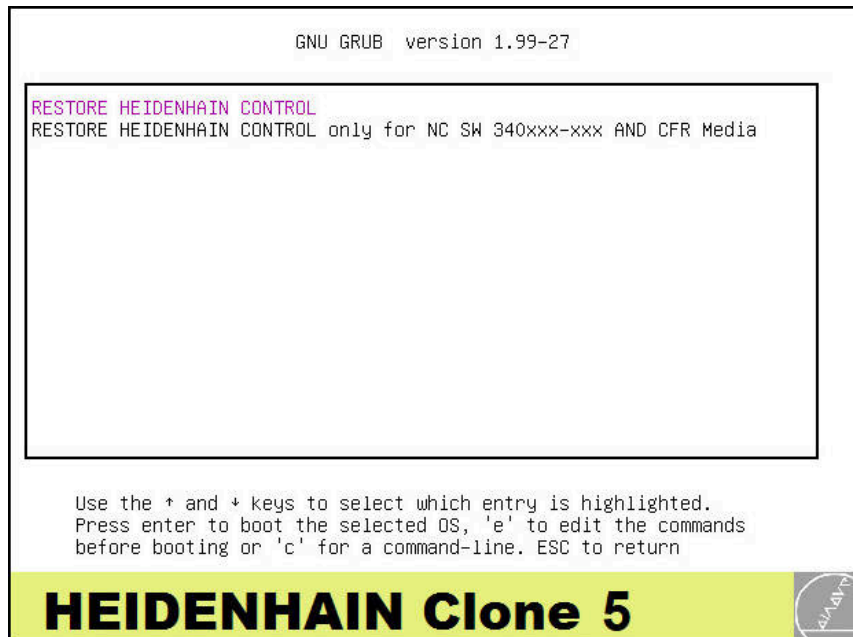 GNU GRUB version 1.99-27
RESTORE HEIDENHAIN CONTROL
RESTORE HEIDENHAIN CONTROL only for NC SW 340xxx-xxx AND CFR Media
Use the ↑ and ↓ keys to select which entry is highlighted.
Press enter to boot the selected OS, 'e' to edit the commands
before booting or 'c' for a command-line. ESC to return
HEIDENHAIN Clone 5